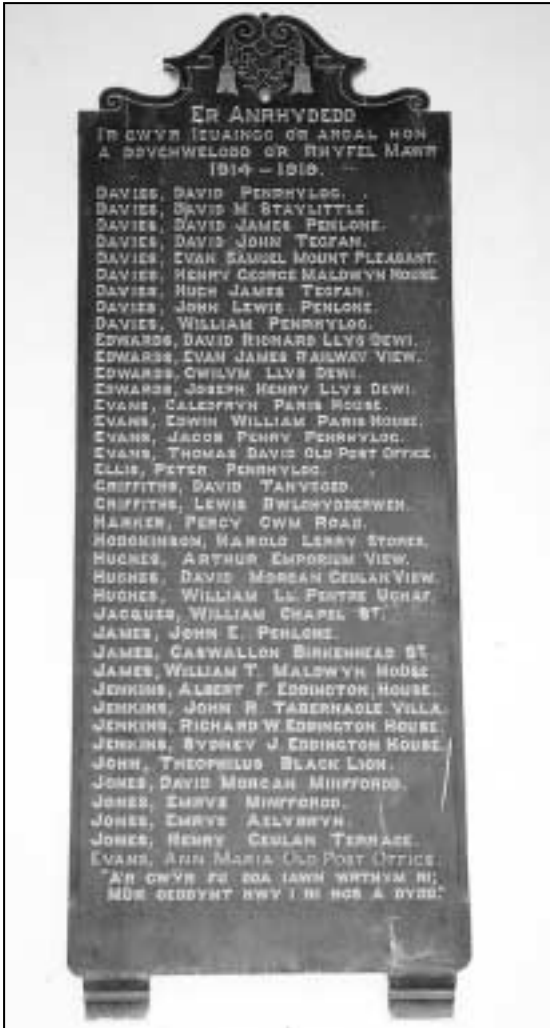 ER ANRHYDEDD
I'R GWYR IEUAINGC O'R ARDAL HON
A DDYCHWELODD O'R RHYFEL MAWR
1914 – 1919.
DAVIES, DAVID PENRHYLOG.
DAVIES, DAVID M. STAYLITTLE.
DAVIES, DAVID JAMES PENLONE.
DAVIES, DAVID JOHN TEGFAN.
DAVIES, EVAN SAMUEL MOUNT PLEASANT.
DAVIES, HENRY GEORGE MALDWYN HOUSE.
DAVIES, HUGH JAMES TEGFAN.
DAVIES, JOHN LEWIS PENLONE.
DAVIES, WILLIAM PENRHYLOG.
EDWARDS, DAVID RICHARD LLYS DEWI.
EDWARDS, EVAN JAMES RAILWAY VIEW.
EDWARDS, GWILYM LLYS DEWI.
EDWARDS, JOSEPH HENRY LLYS DEWI.
EVANS, CALEDFRYN PARIS HOUSE.
EVANS, EDWIN WILLIAM PARIS HOUSE.
EVANS, JACOB PENRY PENRHYLOG.
EVANS, THOMAS DAVID OLD POST OFFICE.
ELLIS, PETER PENRHYLOG.
GRIFFITHS, DAVID TANYSGED.
GRIFFITHS, LEWIS BWLCHYDDERWEN.
HARKER, PERCY CWM ROAD.
HODGKINSON, HAROLD LERRY STORES.
HUGHES, ARTHUR EMPORIUM VIEW.
HUGHES, DAVID MORGAN CEULAN VIEW.
HUGHES, WILLIAM LL. PENTRE UCHAF.
JACQUES, WILLIAM CHAPEL ST.
JAMES, JOHN E. PENLONE.
JAMES, CASWALLON BIRKENHEAD ST.
JAMES, WILLIAM T. MALDWYN HOUSE
JENKINS, ALBERT F. EDDINGTON HOUSE.
JENKINS, JOHN R. TABERNACLE VILLA
JENKINS, RICHARD W. EDDINGTON HOUSE.
JENKINS, SYDNEY J. EDDINGTON HOUSE.
JOHN, THEOPHILUS BLACK LION.
JONES, DAVID MORGAN MINFFORDD.
JONES, EMRYS MINFFORDD.
JONES, EMRYS AELYBRYN.
JONES, HENRY CEULAN TERRACE.
EVANS, ANN MARIA OLD POST OFFICE.
"A'R GWYR FU DDA IAWN WRTHYM NI;
MUR OEDDYNT HWY I NI NOS A DYDD."